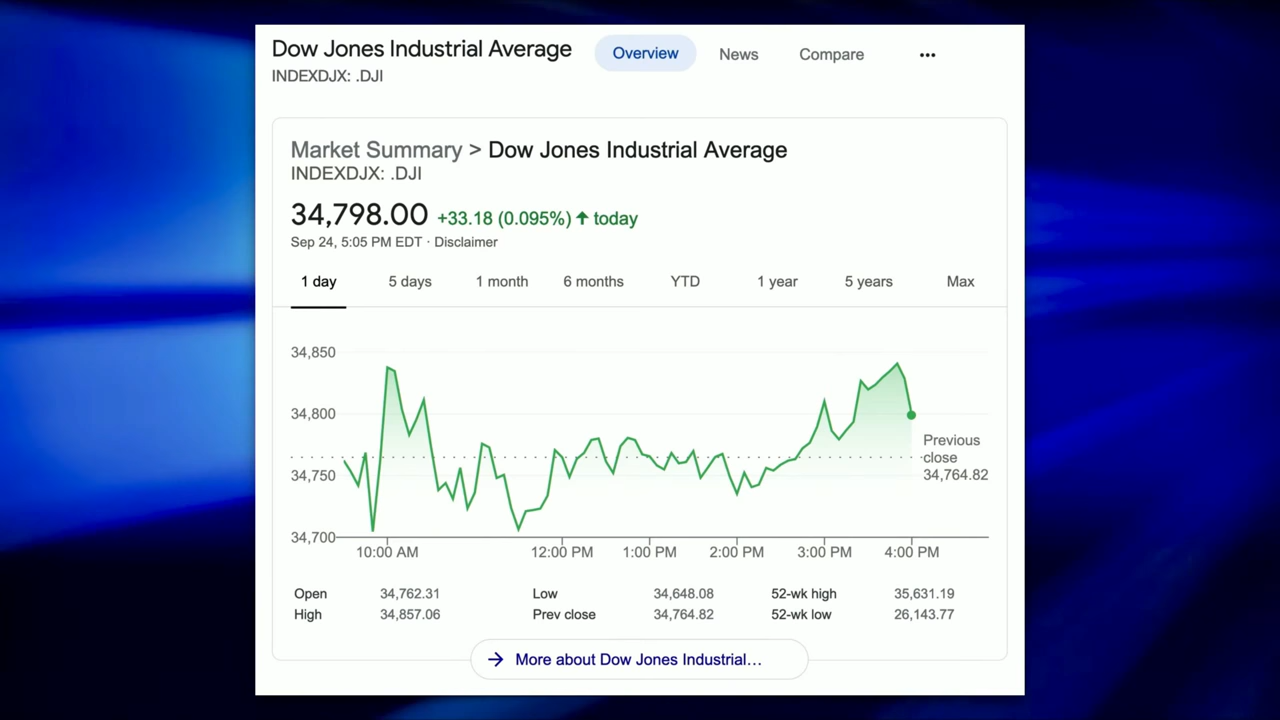 Dow Jones Industrial Average
INDEXDJX: .DJI
Overview
News
Compare
Market Summary > Dow Jones Industrial Average
INDEXDJX: .DJI
34,798.00 +33.18 (0.095%) ↑ today
Sep 24, 5:05 PM EDT · Disclaimer
1 day 5 days 1 month 6 months YTD 1 year 5 years Max
34,850
34,800
34,750
34,700
Previous
close
34,764.82
10:00 AM 12:00 PM 1:00 PM 2:00 PM 3:00 PM 4:00 PM
Open 34,762.31 Low 34,648.08 52-wk high 35,631.19
High 34,857.06 Prev close 34,764.82 52-wk low 26,143.77
→ More about Dow Jones Industrial...